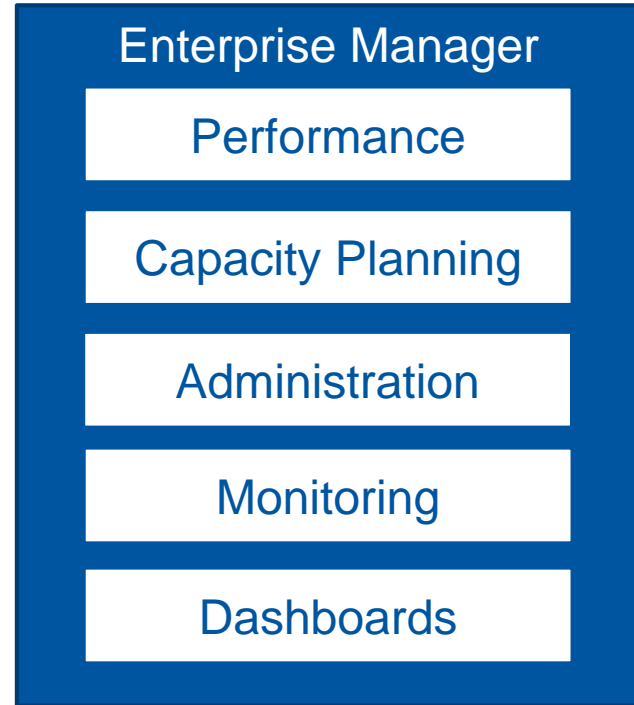 Enterprise Manager
Performance
Capacity Planning
Administration
Monitoring
Dashboards